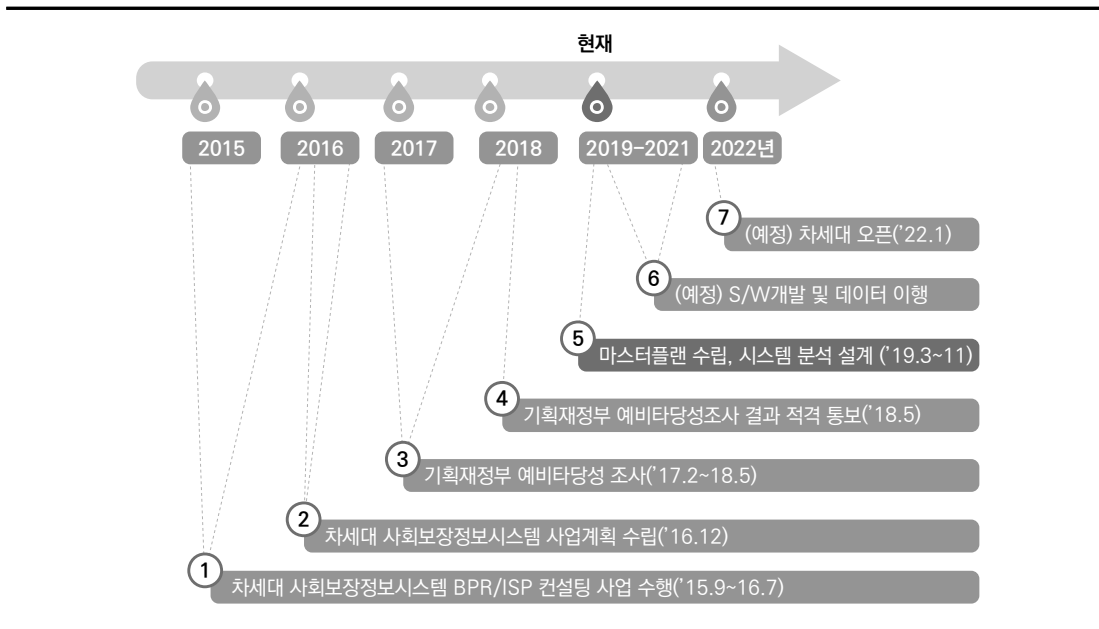 현재
2015 2016 2017 2018 2019-2021 2022년
7 (예정) 차세대 오픈(’22.1)
6 (예정) S/W개발 및 데이터 이행
5 마스터플랜 수립, 시스템 분석 설계 (’19.3~11)
4 기획재정부 예비타당성조사 결과 적격 통보(’18.5)
3 기획재정부 예비타당성 조사(’17.2~18.5)
2 차세대 사회보장정보시스템 사업계획 수립(’16.12)
1 차세대 사회보장정보시스템 BPR/ISP 컨설팅 사업 수행(’15.9~16.7)